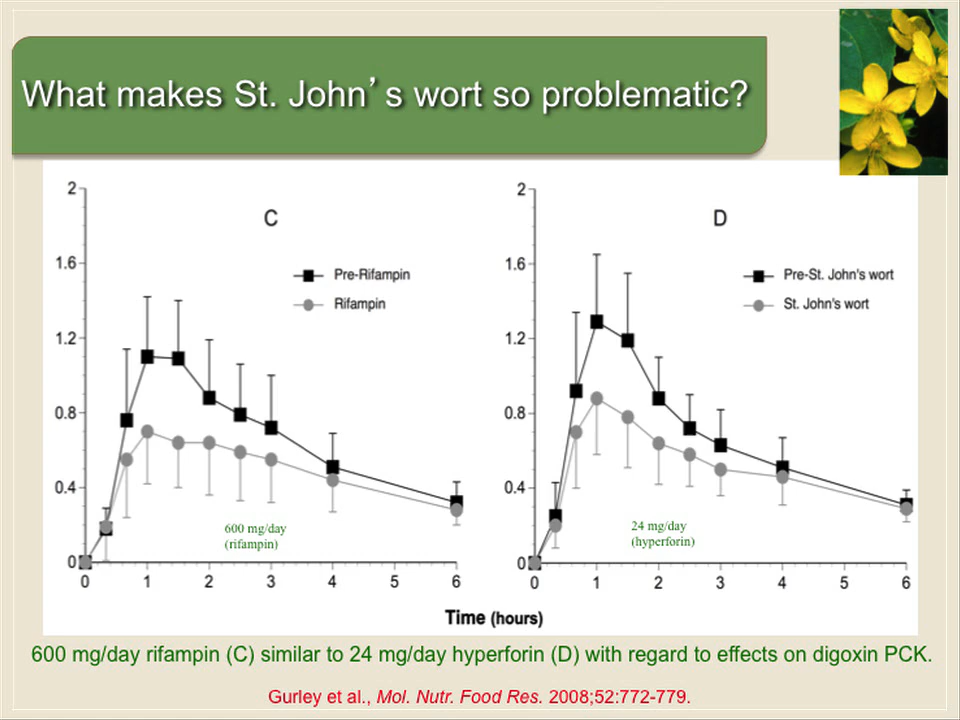 What makes St. John’s wort so problematic?
C
Pre-Rifampin
Rifampin
2
1.6
1.2
0.8
0.4
0
600 mg/day
(rifampin)
0 1 2 3 4 5 6
D
Pre-St. John's wort
St. John's wort
2
1.6
1.2
0.8
0.4
0
24 mg/day
(hyperforin)
0 1 2 3 4 5 6
Time (hours)
600 mg/day rifampin (C) similar to 24 mg/day hyperforin (D) with regard to effects on digoxin PCK.
Gurley et al., Mol. Nutr. Food Res. 2008;52:772-779.